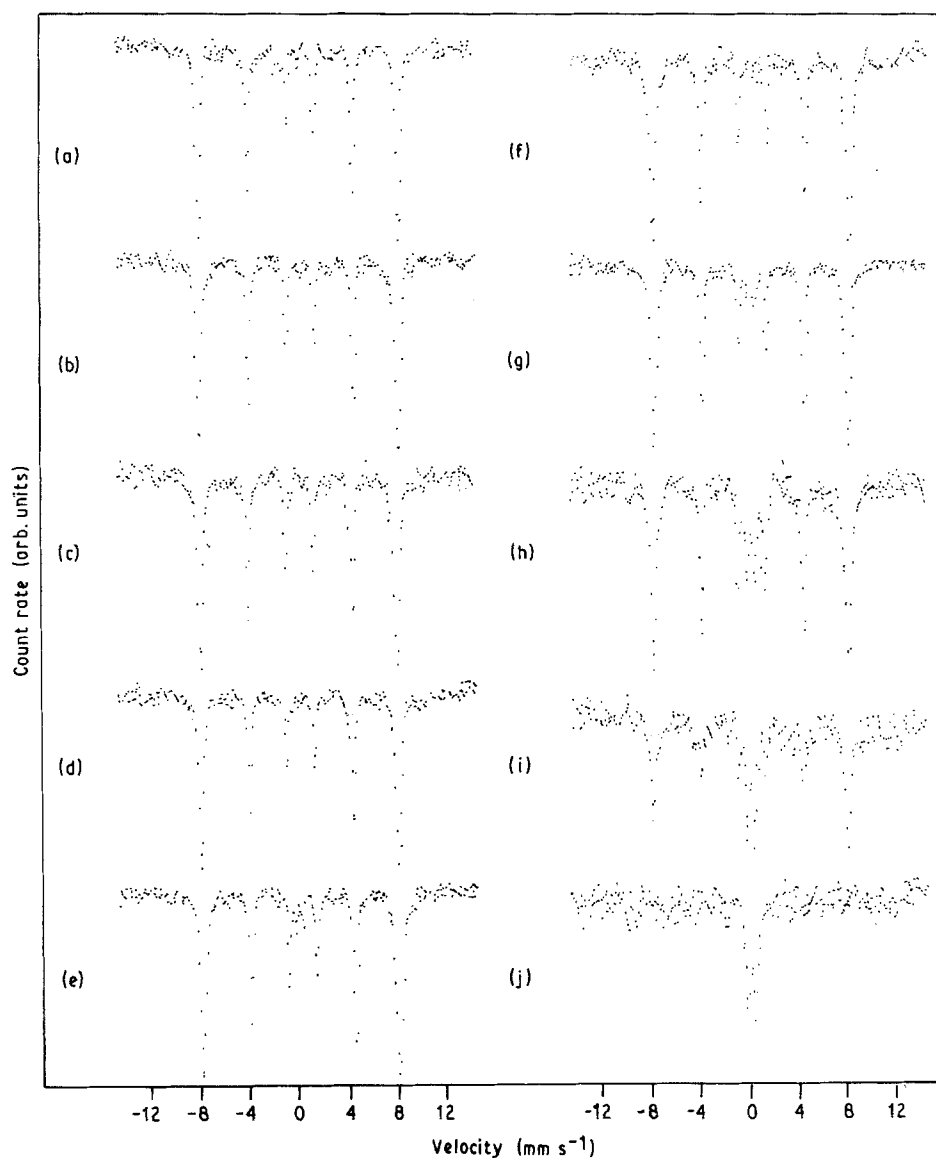 (a)
(b)
(c)
(d)
(e)
(f)
(g)
(h)
(i)
(j)
Count rate (arb. units)
-12 -8 -4 0 4 8 12
-12 -8 -4 0 4 8 12
Velocity (mm s⁻¹)